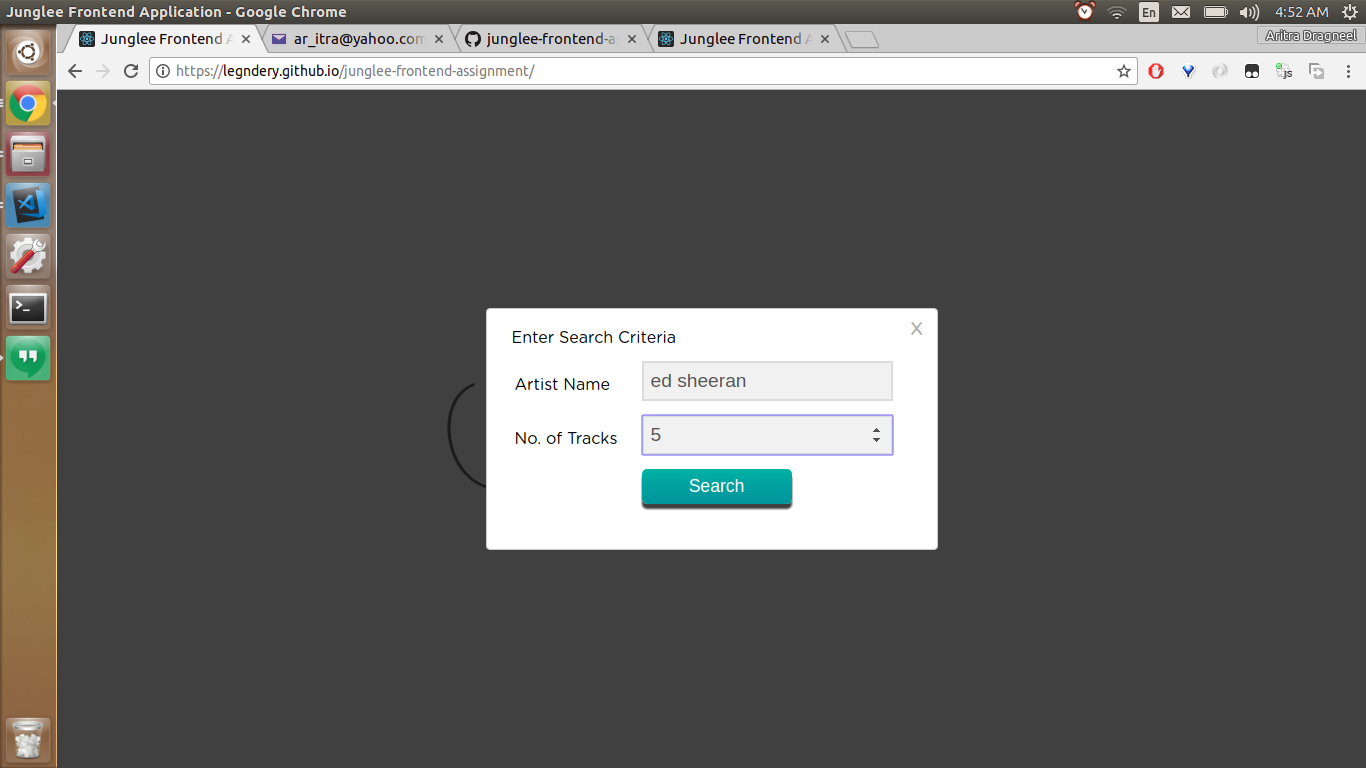 Junglee Frontend Application - Google Chrome
En
4:52 AM
Junglee Frontend A
ar_itra@yahoo.com
junglee-frontend-a
Junglee Frontend A
Aritra Dragneel
https://legndery.github.io/junglee-frontend-assignment/
js
Enter Search Criteria
X
Artist Name
ed sheeran
No. of Tracks
5
Search